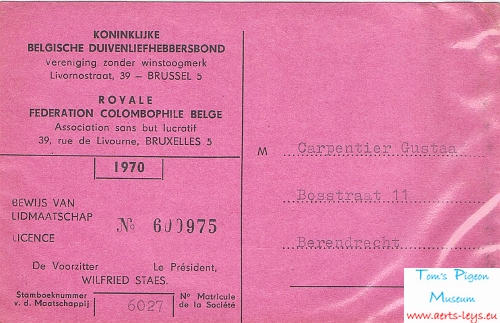 KONINKLIJKE
BELGISCHE DUIVENLIEFHEBBERSBOND
vereniging zonder winstoogmerk
Livornostraat, 39 – BRUSSEL 5
ROYALE
FEDERATION COLOMBOPHILE BELGE
Association sans but lucratif
39, rue de Livourne, BRUXELLES 5
1970
BEWIJS VAN
LIDMAATSCHAP
LICENCE
№ 600975
De Voorzitter Le Président,
WILFRIED STAES.
Stamboeknummer
v. d. Maatschappij
6027
Nº Matricule
de la Société
M Carpentier Gustaa
Bosstraat 11
Berendrecht
Tom's Pigeon
Museum
www.aerts-leys.eu